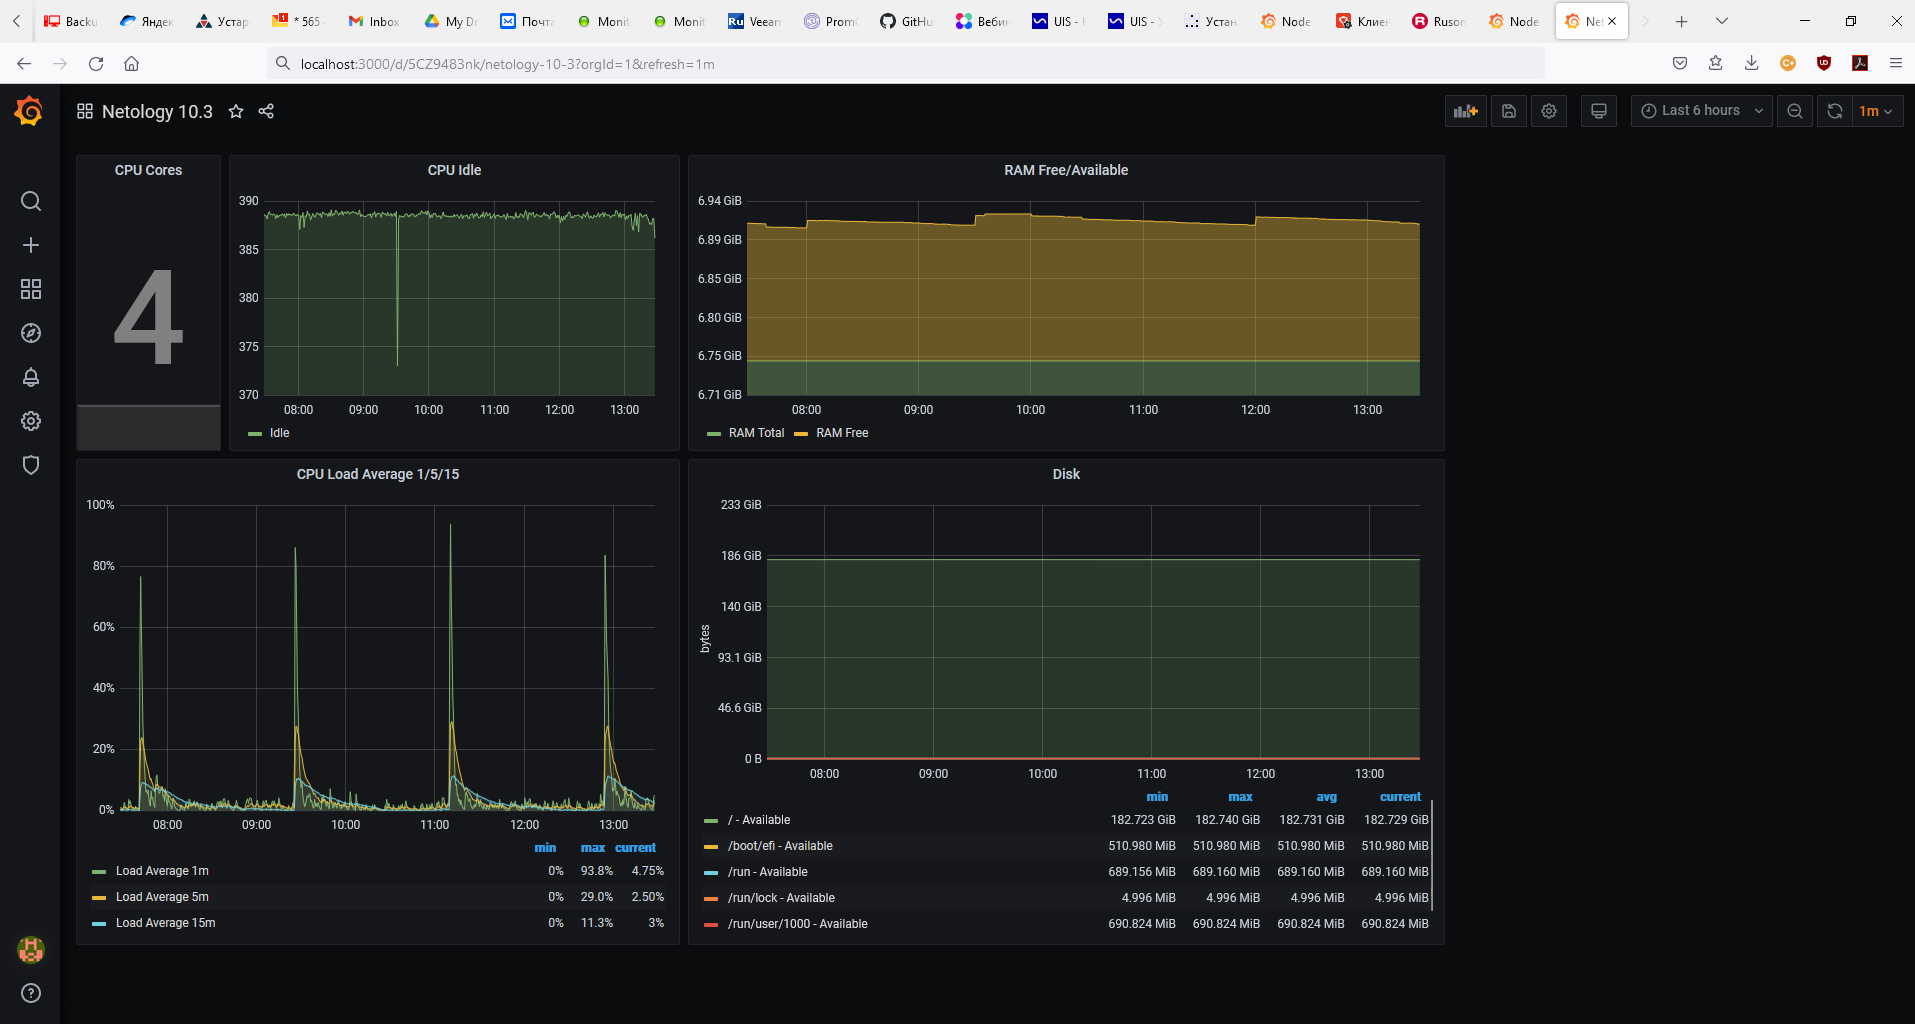 Backu
Яндек
Устар
* 565
Inbox
My Dr
Почта
Monit
Monit
Veeam
Prom
GitHu
Вебин
UIS - H
UIS - У
Устан
Node
Клиен
Ruson
Node
Net
localhost:3000/d/5CZ9483nk/netology-10-3?orgId=1&refresh=1m
Netology 10.3
Last 6 hours
1m
CPU Cores
4
CPU Idle
390
385
380
375
370
08:00 09:00 10:00 11:00 12:00 13:00
Idle
RAM Free/Available
6.94 GiB
6.89 GiB
6.85 GiB
6.80 GiB
6.75 GiB
6.71 GiB
08:00 09:00 10:00 11:00 12:00 13:00
RAM Total RAM Free
CPU Load Average 1/5/15
100%
80%
60%
40%
20%
0%
08:00 09:00 10:00 11:00 12:00 13:00
min max current
Load Average 1m 0% 93.8% 4.75%
Load Average 5m 0% 29.0% 2.50%
Load Average 15m 0% 11.3% 3%
Disk
bytes
233 GiB
186 GiB
140 GiB
93.1 GiB
46.6 GiB
0 B
08:00 09:00 10:00 11:00 12:00 13:00
min max avg current
/ - Available 182.723 GiB 182.740 GiB 182.731 GiB 182.729 GiB
/boot/efi - Available 510.980 MiB 510.980 MiB 510.980 MiB 510.980 MiB
/run - Available 689.156 MiB 689.160 MiB 689.160 MiB 689.160 MiB
/run/lock - Available 4.996 MiB 4.996 MiB 4.996 MiB 4.996 MiB
/run/user/1000 - Available 690.824 MiB 690.824 MiB 690.824 MiB 690.824 MiB